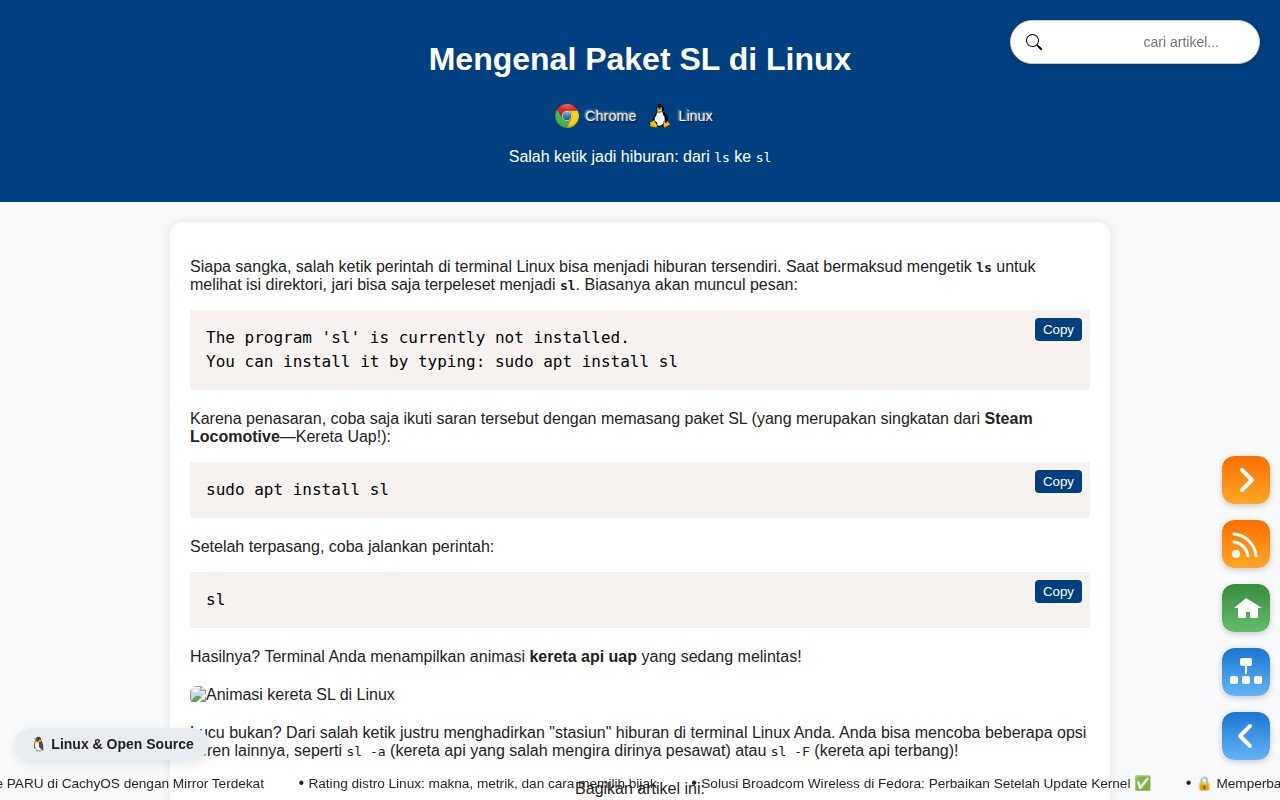 Mengenal Paket SL di Linux
cari artikel...
Chrome Linux
Salah ketik jadi hiburan: dari ls ke sl
Siapa sangka, salah ketik perintah di terminal Linux bisa menjadi hiburan tersendiri. Saat bermaksud mengetik ls untuk
melihat isi direktori, jari bisa saja terpeleset menjadi sl. Biasanya akan muncul pesan:
Copy
The program 'sl' is currently not installed.
You can install it by typing: sudo apt install sl
Karena penasaran, coba saja ikuti saran tersebut dengan memasang paket SL (yang merupakan singkatan dari Steam
Locomotive—Kereta Uap!):
Copy
sudo apt install sl
Setelah terpasang, coba jalankan perintah:
Copy
sl
Hasilnya? Terminal Anda menampilkan animasi kereta api uap yang sedang melintas!
Animasi kereta SL di Linux
bukan? Dari salah ketik justru menghadirkan "stasiun" hiburan di terminal Linux Anda. Anda bisa mencoba beberapa opsi
🐧 Linux & Open Source
lainnya, seperti sl -a (kereta api yang salah mengira dirinya pesawat) atau sl -F (kereta api terbang)!
Bagikan artikel ini:
PARU di CachyOS dengan Mirror Terdekat • Rating distro Linux: makna, metrik, dan cara memilih bijak • Solusi Broadcom Wireless di Fedora: Perbaikan Setelah Update Kernel ✅ • 🔒